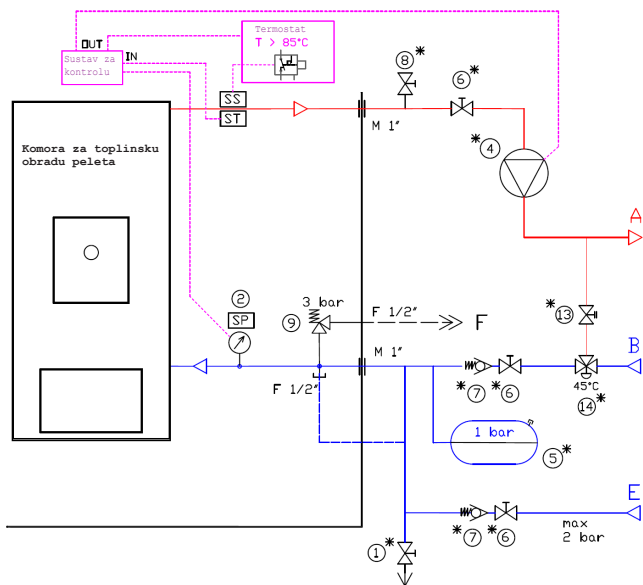 OUT
Sustav za
kontrolu
IN
Termostat
T > 85°C
SS
ST
M 1"
8 *
6 *
* 4
Komora za toplinsku
obradu peleta
A
* 13
2
SP
3 bar
9
F 1/2"
F
M 1"
F 1/2"
B
45°C
* 7
* 6
14 *
1 bar
5 *
E
* 7
* 6
max
2 bar
1 *